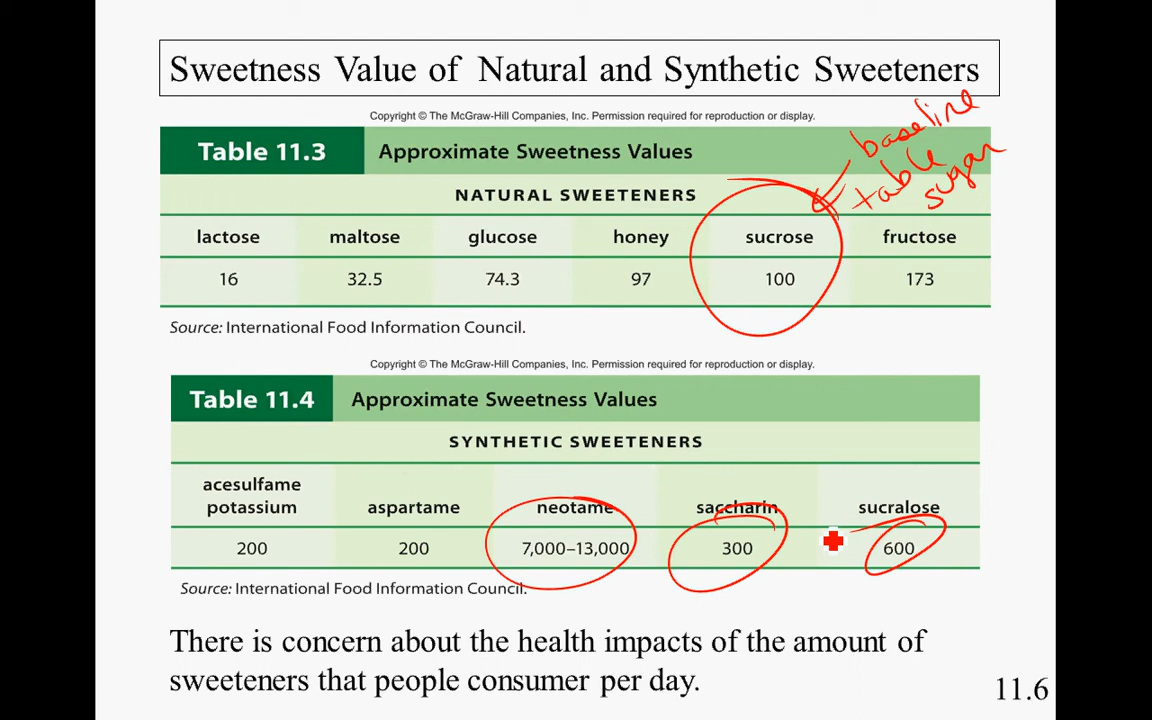 Sweetness Value of Natural and Synthetic Sweeteners
Copyright © The McGraw-Hill Companies, Inc. Permission required for reproduction or display.
baseline
table
sugar
Table 11.3 Approximate Sweetness Values
NATURAL SWEETENERS
lactose maltose glucose honey sucrose fructose
16 32.5 74.3 97 100 173
Source: International Food Information Council.
Copyright © The McGraw-Hill Companies, Inc. Permission required for reproduction or display.
Table 11.4 Approximate Sweetness Values
SYNTHETIC SWEETENERS
acesulfame
potassium aspartame neotame saccharin sucralose
200 200 7,000–13,000 300 600
Source: International Food Information Council.
There is concern about the health impacts of the amount of
sweeteners that people consumer per day.
11.6